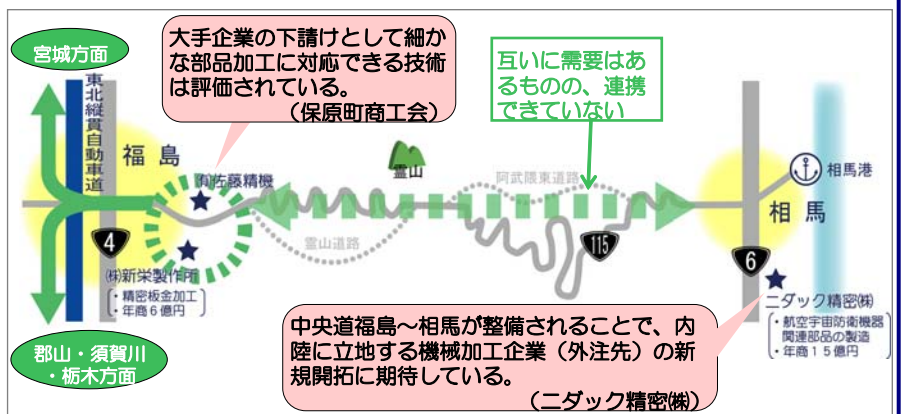 宮城方面
大手企業の下請けとして細か
な部品加工に対応できる技術
は評価されている。
(保原町商工会)
互いに需要はあ
るものの、連携
できていない
東北縦貫自動車道
福島
㈲佐藤精機
霊山
阿武隈東道路
相馬港
相馬
霊山道路
4
115
6
㈱新栄製作所
・精密板金加工
・年商6億円
ニダック精密㈱
・航空宇宙防衛機器
関連部品の製造
・年商15億円
郡山・須賀川
・栃木方面
中央道福島～相馬が整備されることで、内
陸に立地する機械加工企業（外注先）の新
規開拓に期待している。
(ニダック精密㈱)